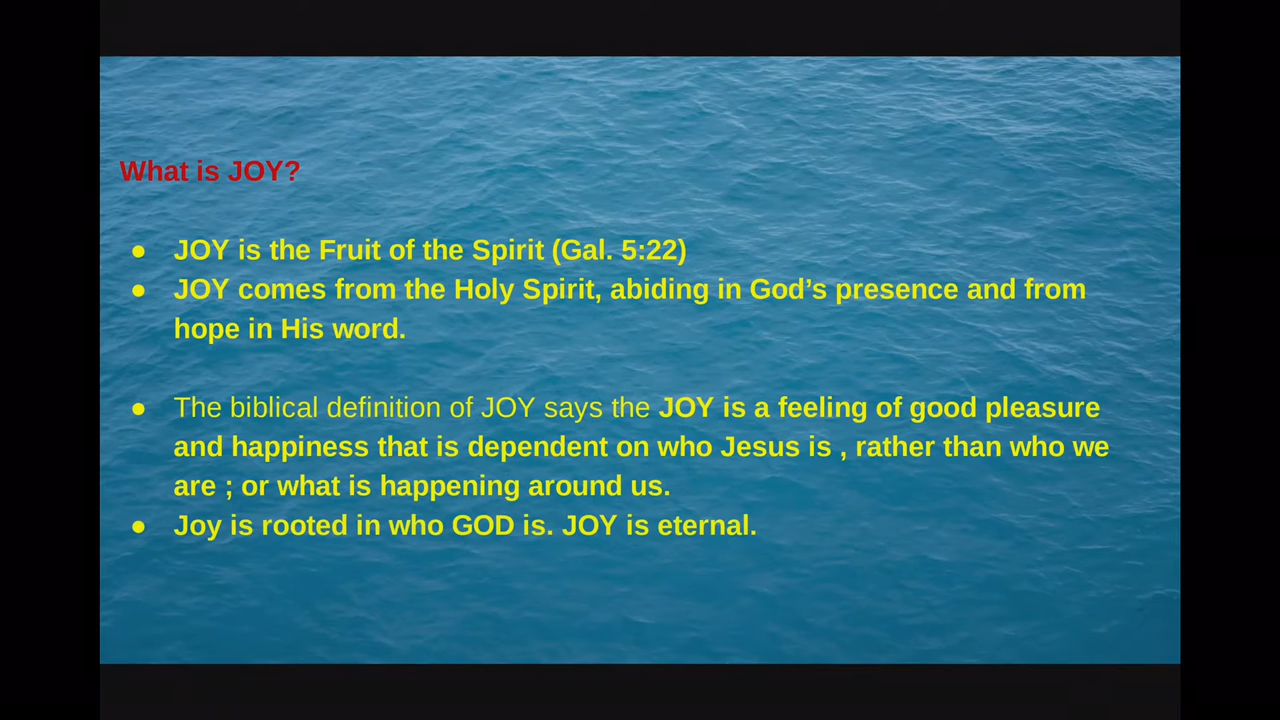 What is JOY?
● JOY is the Fruit of the Spirit (Gal. 5:22)
● JOY comes from the Holy Spirit, abiding in God’s presence and from
hope in His word.
● The biblical definition of JOY says the JOY is a feeling of good pleasure
and happiness that is dependent on who Jesus is , rather than who we
are ; or what is happening around us.
● Joy is rooted in who GOD is. JOY is eternal.